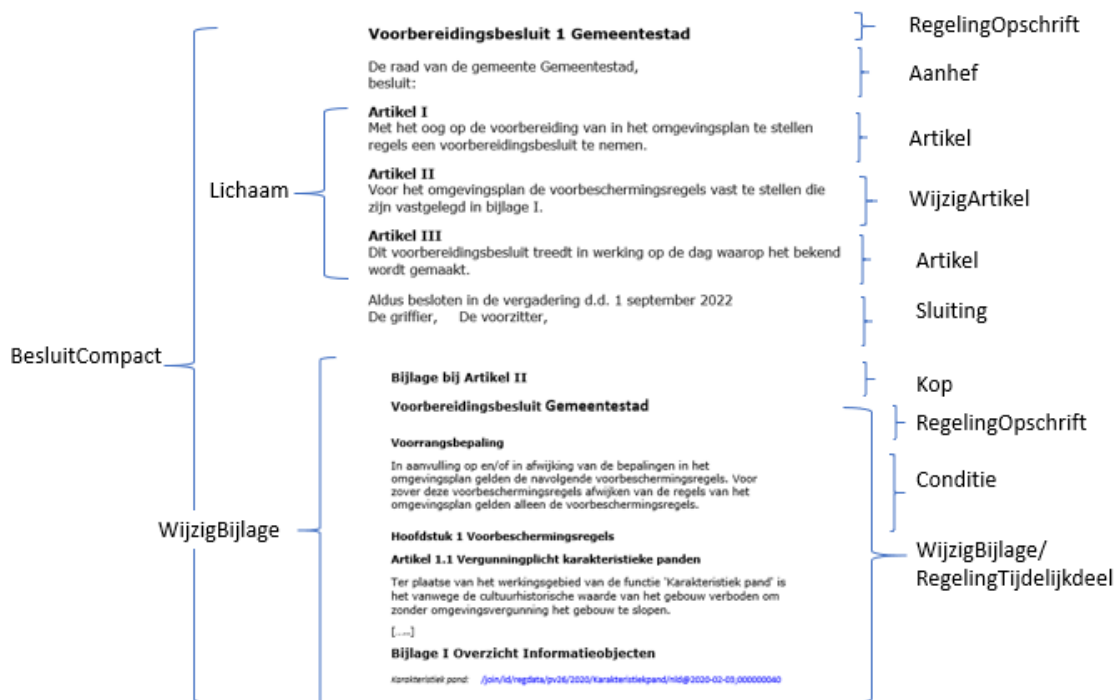 Voorbereidingsbesluit 1 Gemeentestad
RegelingOpschrift
De raad van de gemeente Gemeentestad,
besluit:
Aanhef
Artikel I
Met het oog op de voorbereiding van in het omgevingsplan te stellen
regels een voorbereidingsbesluit te nemen.
Artikel
Lichaam
Artikel II
Voor het omgevingsplan de voorbeschermingsregels vast te stellen die
zijn vastgelegd in bijlage I.
WijzigArtikel
Artikel III
Dit voorbereidingsbesluit treedt in werking op de dag waarop het bekend
wordt gemaakt.
Artikel
Aldus besloten in de vergadering d.d. 1 september 2022
De griffier, De voorzitter,
Sluiting
BesluitCompact
Bijlage bij Artikel II
Kop
Voorbereidingsbesluit Gemeentestad
RegelingOpschrift
Voorrangsbepaling
In aanvulling op en/of in afwijking van de bepalingen in het
omgevingsplan gelden de navolgende voorbeschermingsregels. Voor
zover deze voorbeschermingsregels afwijken van de regels van het
omgevingsplan gelden alleen de voorbeschermingsregels.
Conditie
WijzigBijlage
Hoofdstuk 1 Voorbeschermingsregels
WijzigBijlage/
RegelingTijdelijkdeel
Artikel 1.1 Vergunningplicht karakteristieke panden
Ter plaatse van het werkingsgebied van de functie 'Karakteristiek pand' is
het vanwege de cultuurhistorische waarde van het gebouw verboden om
zonder omgevingsvergunning het gebouw te slopen.
[....]
Bijlage I Overzicht Informatieobjecten
Karakteristiek pand: /join/id/regdata/pv26/2020/Karakteristiekpand/nld@2020-02-03;000000040